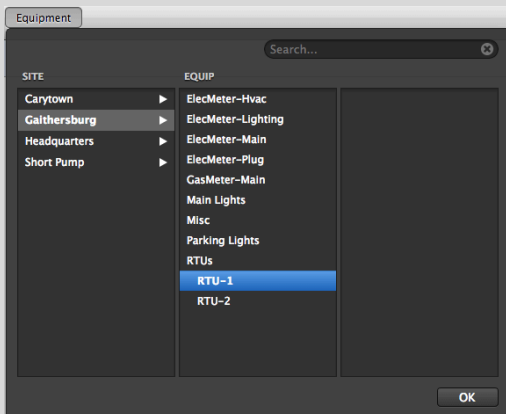 Equipment
Search...
SITE
EQUIP
Carytown
Gaithersburg
Headquarters
Short Pump
ElecMeter-Hvac
ElecMeter-Lighting
ElecMeter-Main
ElecMeter-Plug
GasMeter-Main
Main Lights
Misc
Parking Lights
RTUs
RTU-1
RTU-2
OK